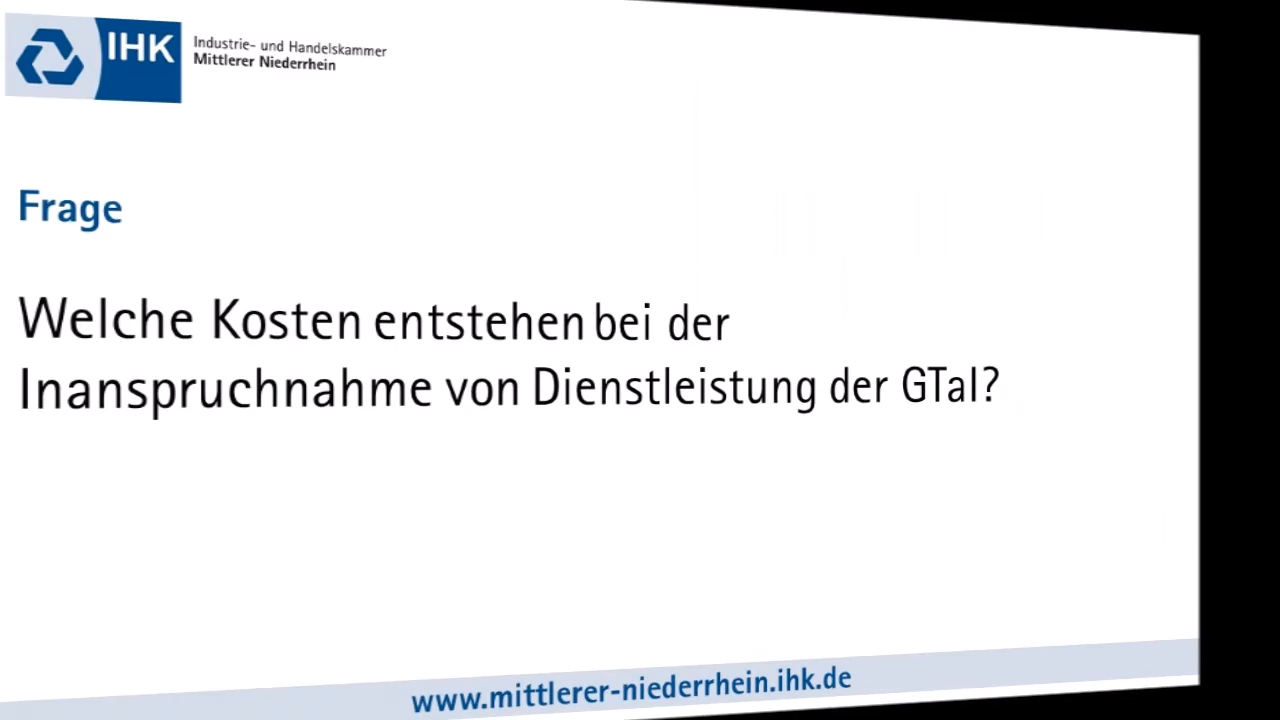 IHK
Industrie- und Handelskammer
Mittlerer Niederrhein
Frage
Welche Kosten entstehen bei der
Inanspruchnahme von Dienstleistung der GTaI?
www.mittlerer-niederrhein.ihk.de